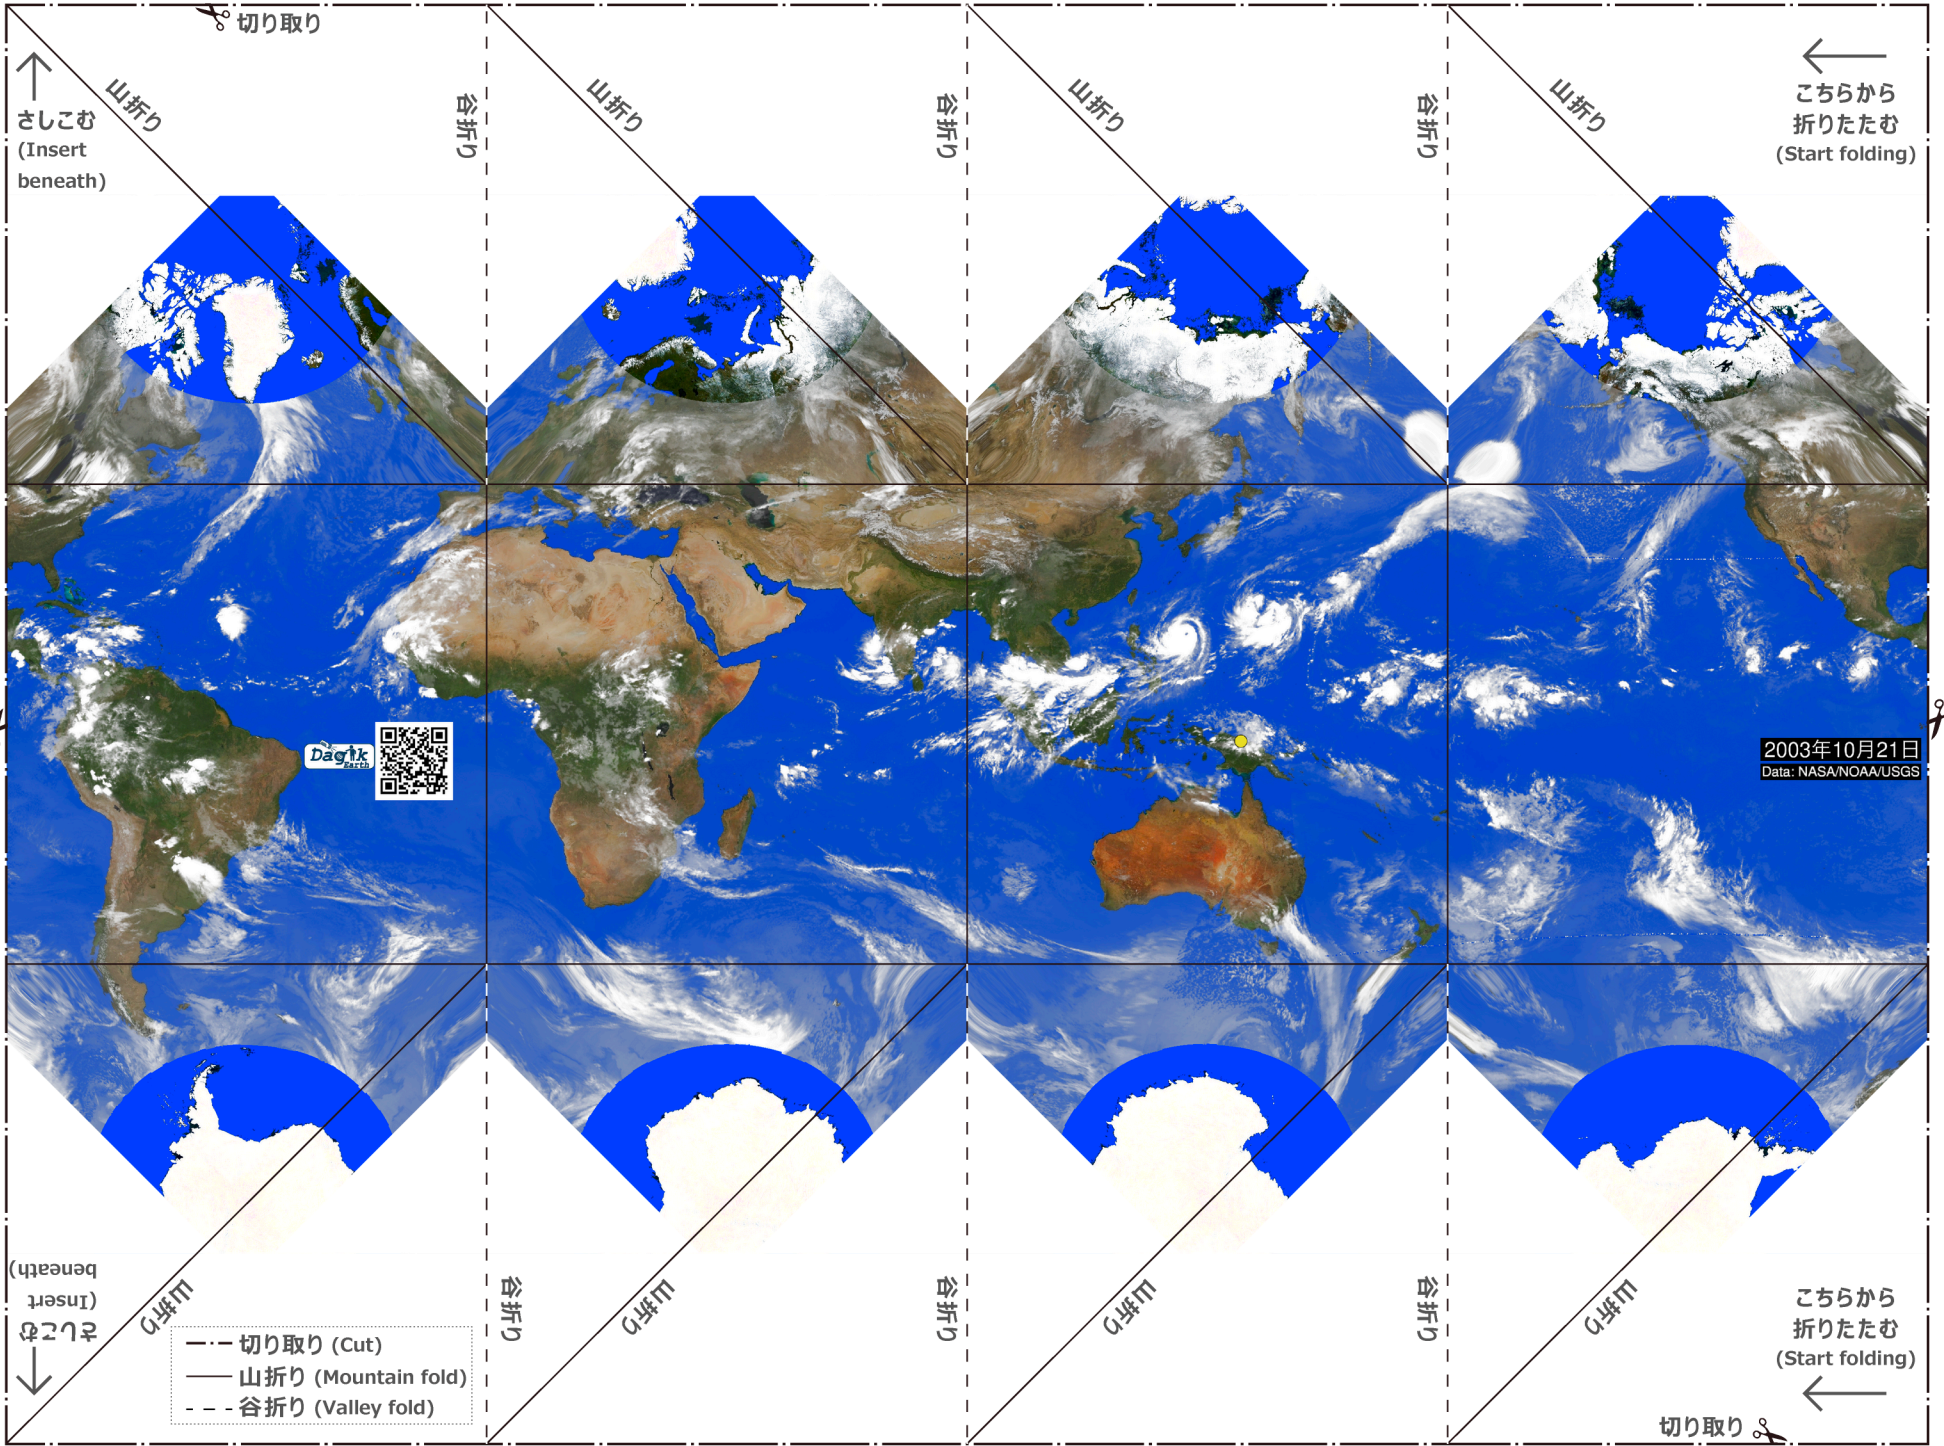 切り取り
山折り
谷折り
山折り
谷折り
山折り
谷折り
山折り
さしこむ
(Insert
beneath)
こちらから
折りたたむ
(Start folding)
Dagik
Earth
2003年10月21日
Data: NASA/NOAA/USGS
さしこむ
(Insert
beneath)
山折り
谷折り
山折り
谷折り
山折り
谷折り
山折り
こちらから
折りたたむ
(Start folding)
切り取り (Cut)
山折り (Mountain fold)
谷折り (Valley fold)
切り取り